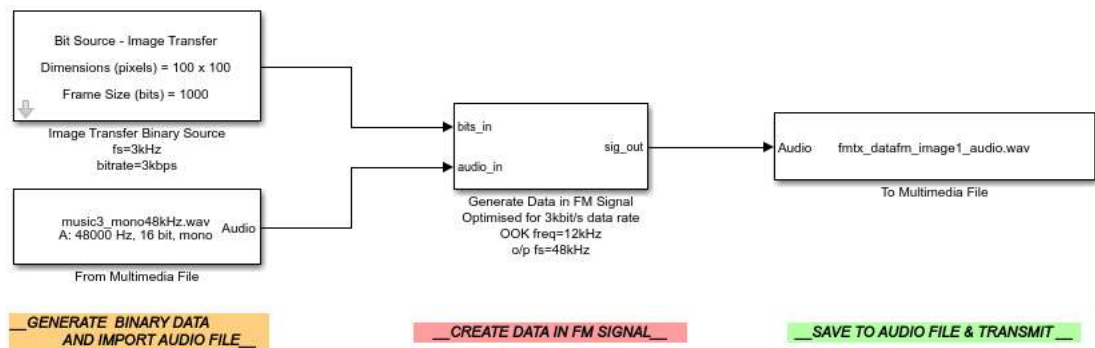 Bit Source - Image Transfer
Dimensions (pixels) = 100 x 100
Frame Size (bits) = 1000
Image Transfer Binary Source
fs=3kHz
bitrate=3kbps
music3_mono48kHz.wav
A: 48000 Hz, 16 bit, mono
Audio
From Multimedia File
bits_in
audio_in
sig_out
Generate Data in FM Signal
Optimised for 3kbit/s data rate
OOK freq=12kHz
o/p fs=48kHz
Audio
fmtx_datafm_image1_audio.wav
To Multimedia File
__GENERATE BINARY DATA
AND IMPORT AUDIO FILE__
__CREATE DATA IN FM SIGNAL__
__SAVE TO AUDIO FILE & TRANSMIT__